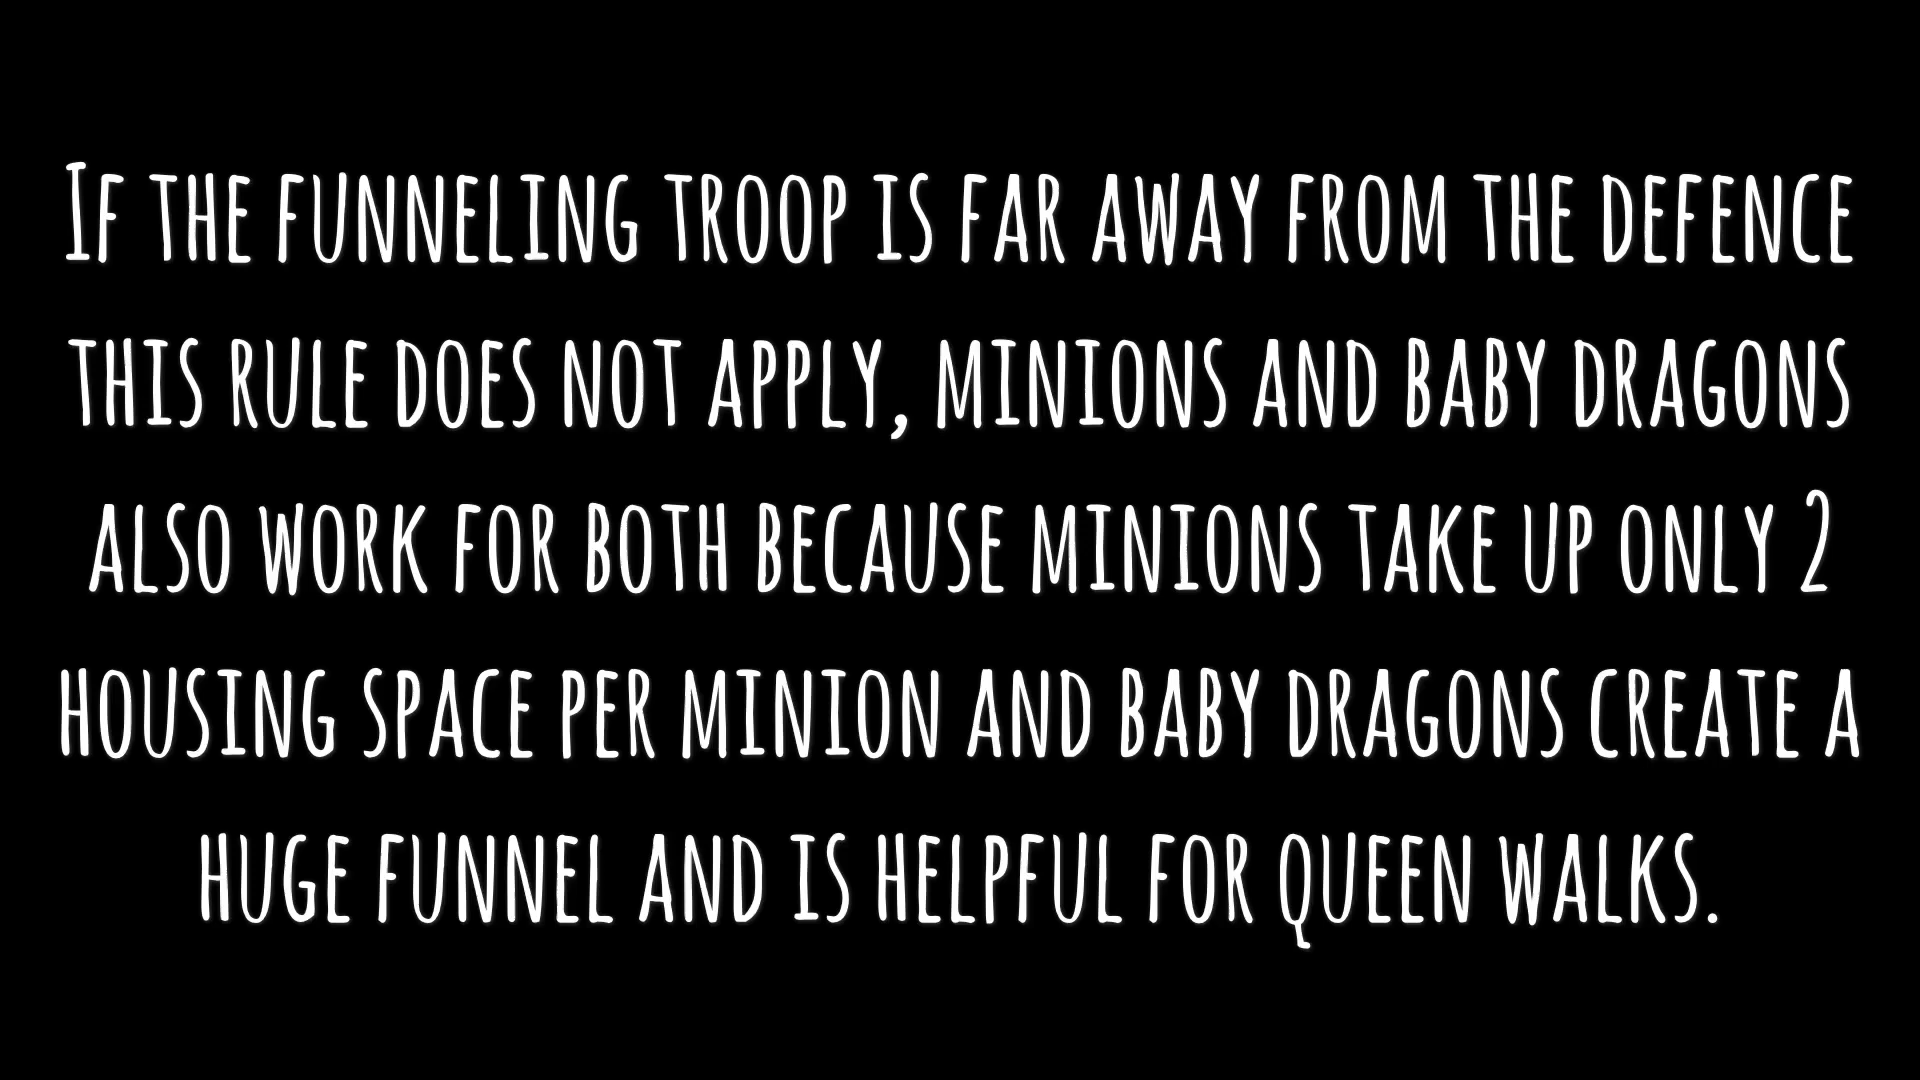 If the funneling troop is far away from the defence
this rule does not apply, minions and baby dragons
also work for both because minions take up only 2
housing space per minion and baby dragons create a
huge funnel and is helpful for queen walks.